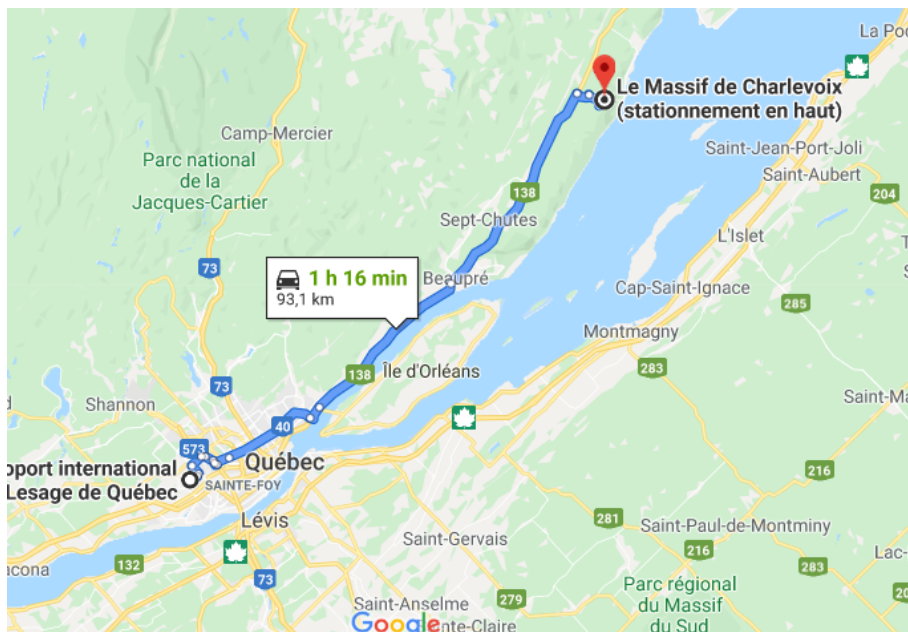 La Poc
Le Massif de Charlevoix
(stationnement en haut)
Camp-Mercier
Saint-Jean-Port-Joli
Parc national
de la
Jacques-Cartier
Saint-Aubert
138
204
Sept-Chutes
L'Islet
73
1 h 16 min
93,1 km
Beaupré
Cap-Saint-Ignace
285
Montmagny
138
Île d'Orléans
283
73
Shannon
Saint-Ma
40
573
oport international
Lesage de Québec
Québec
SAINTE-FOY
216
Lévis
281
Saint-Paul-de-Montminy
Saint-Gervais
216
Lac-
132
acona
283
73
Parc régional
du Massif
du Sud
279
20
Saint-Anselme
Google
nte-Claire